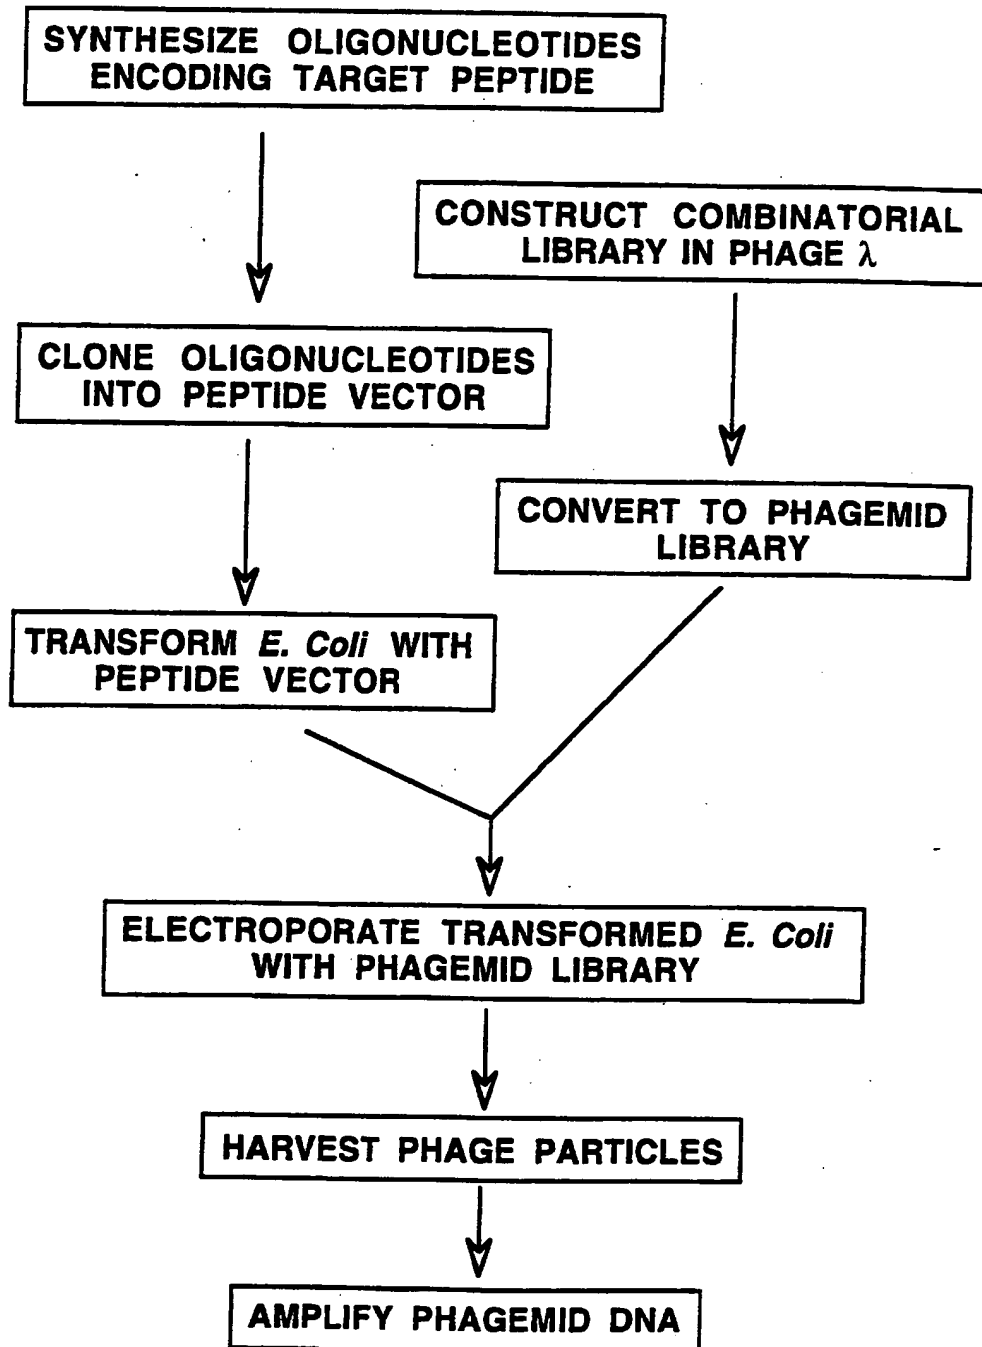 SYNTHESIZE OLIGONUCLEOTIDES
ENCODING TARGET PEPTIDE
CONSTRUCT COMBINATORIAL
LIBRARY IN PHAGE λ
CLONE OLIGONUCLEOTIDES
INTO PEPTIDE VECTOR
CONVERT TO PHAGEMID
LIBRARY
TRANSFORM E. Coli WITH
PEPTIDE VECTOR
ELECTROPORATE TRANSFORMED E. Coli
WITH PHAGEMID LIBRARY
HARVEST PHAGE PARTICLES
AMPLIFY PHAGEMID DNA